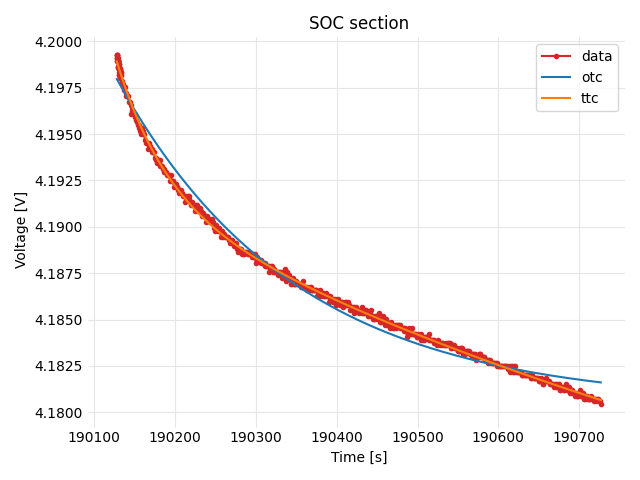 SOC section
4.2000
4.1975
4.1950
4.1925
4.1900
4.1875
4.1850
4.1825
4.1800
Voltage [V]
data
otc
ttc
190100 190200 190300 190400 190500 190600 190700
Time [s]